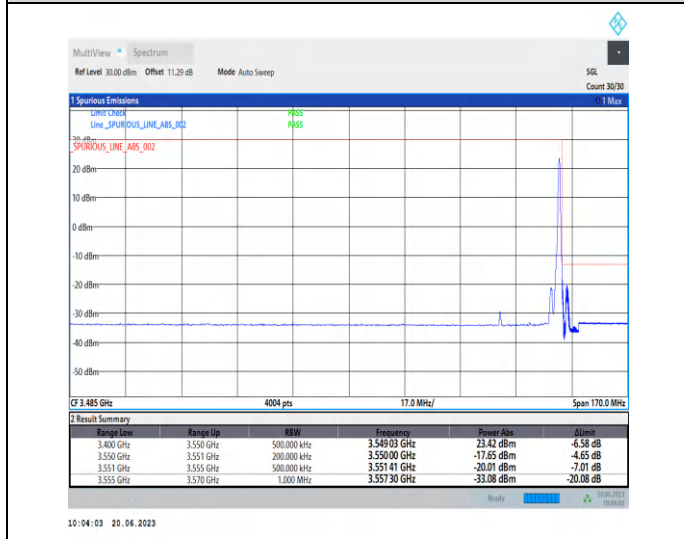 MultiView Spectrum
Ref Level 30.00 dBm Offset 11.29 dB Mode Auto Sweep SGL
Count 30/30
1 Spurious Emissions 1 Max
Limit Check PASS
Line _SPURIOUS_LINE_ABS_002 PASS
_SPURIOUS_LINE_ABS_002
20 dBm
10 dBm
0 dBm
-10 dBm
-20 dBm
-30 dBm
-40 dBm
-50 dBm
CF 3.485 GHz 4004 pts 17.0 MHz/ Span 170.0 MHz
2 Result Summary
Range Low Range Up RBW Frequency Power Abs ΔLimit
3.400 GHz 3.550 GHz 500.000 kHz 3.54903 GHz 23.42 dBm -6.58 dB
3.550 GHz 3.551 GHz 200.000 kHz 3.55000 GHz -17.65 dBm -4.65 dB
3.551 GHz 3.555 GHz 500.000 kHz 3.55141 GHz -20.01 dBm -7.01 dB
3.555 GHz 3.570 GHz 1.000 MHz 3.55730 GHz -33.08 dBm -20.08 dB
Ready 20.06.2023
10:04:03
10:04:03 20.06.2023